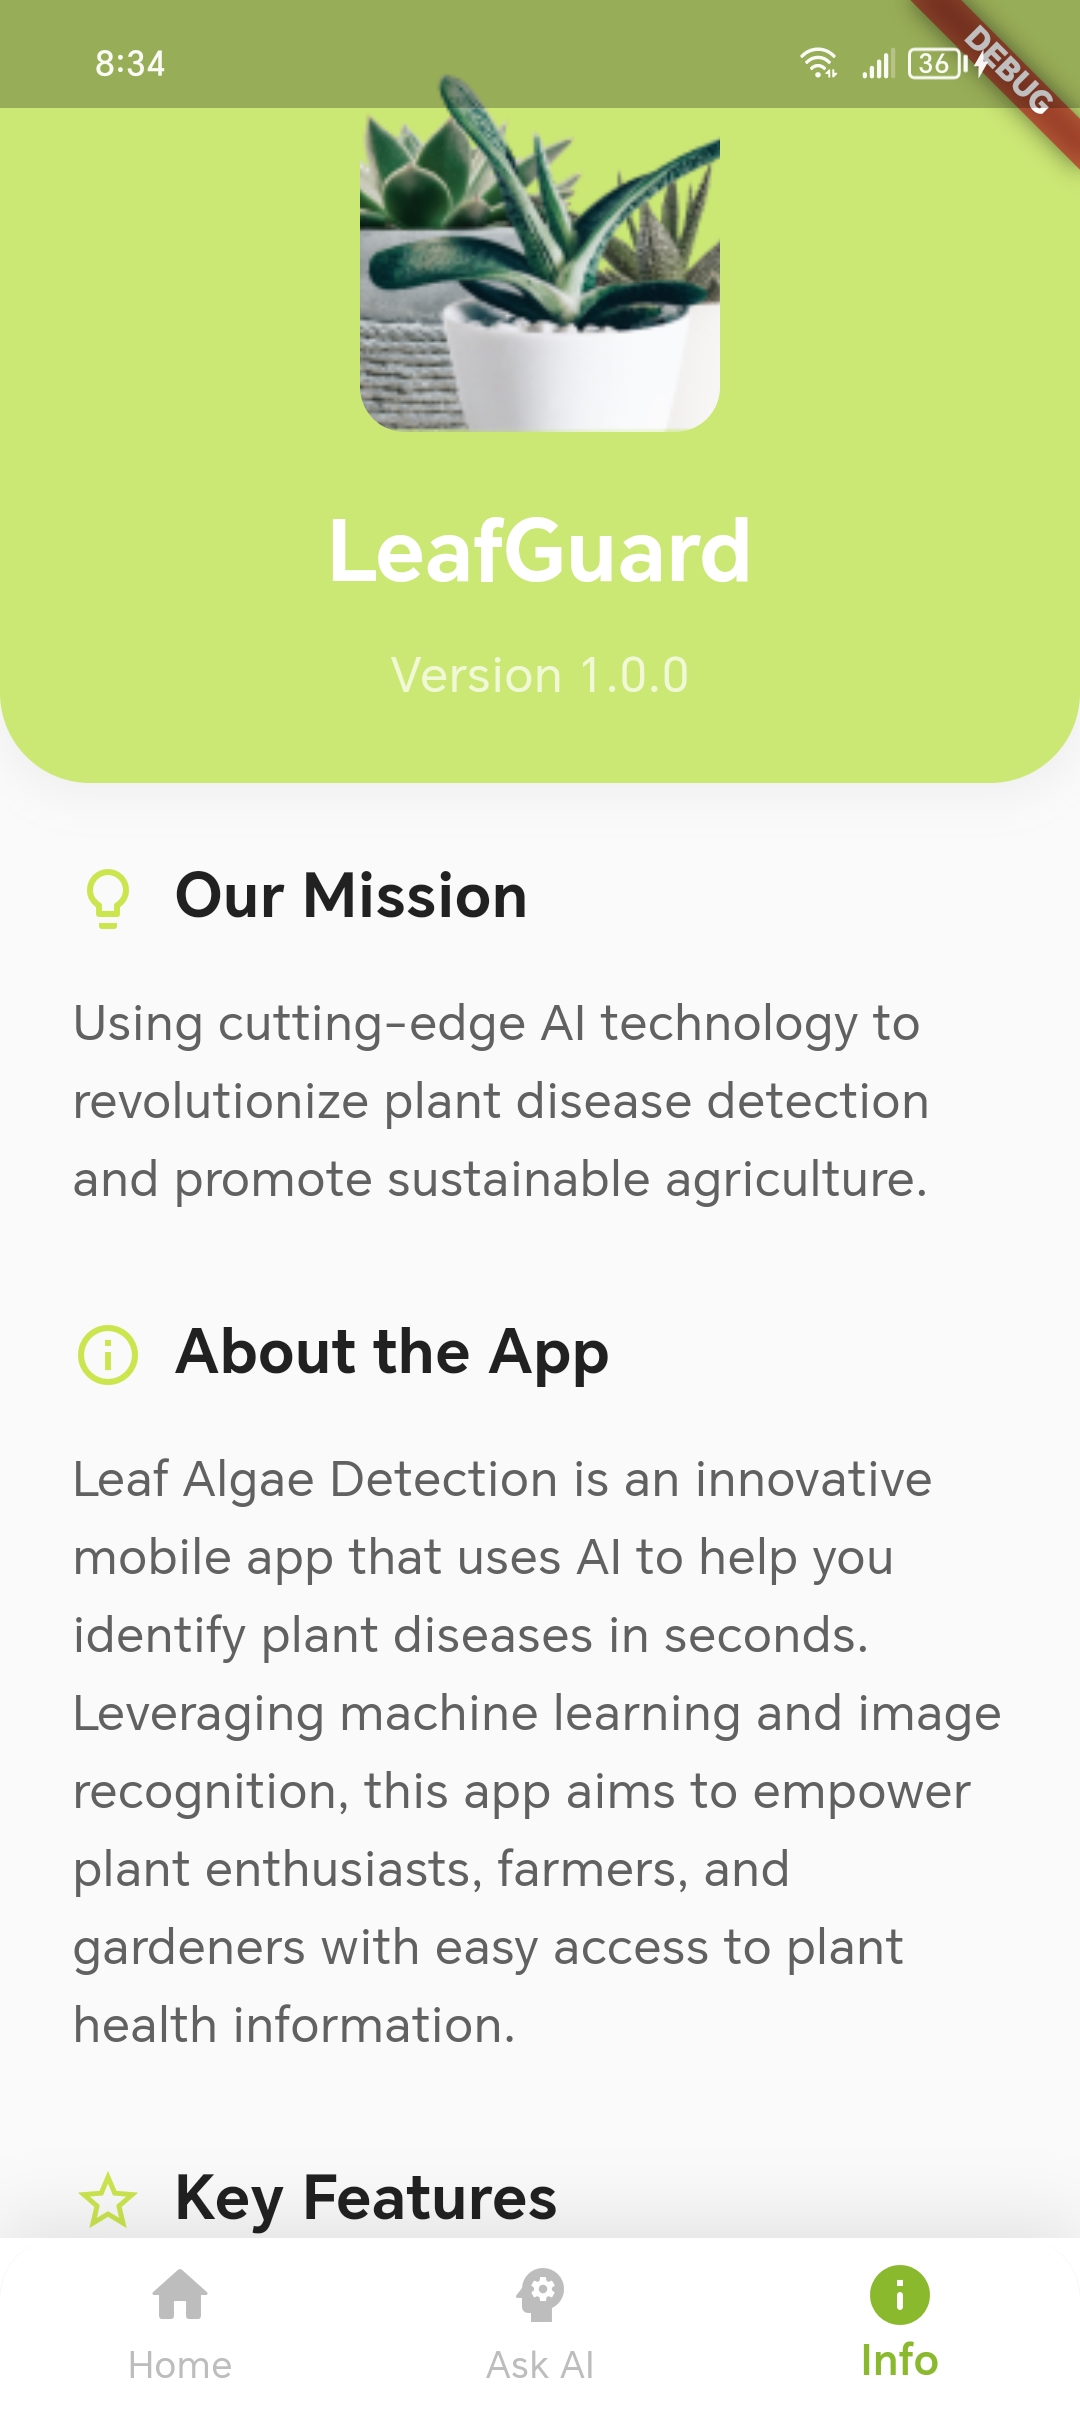 8:34
36
DEBUG
LeafGuard
Version 1.0.0
Our Mission
Using cutting-edge AI technology to
revolutionize plant disease detection
and promote sustainable agriculture.
About the App
Leaf Algae Detection is an innovative
mobile app that uses AI to help you
identify plant diseases in seconds.
Leveraging machine learning and image
recognition, this app aims to empower
plant enthusiasts, farmers, and
gardeners with easy access to plant
health information.
Key Features
Home
Ask AI
Info